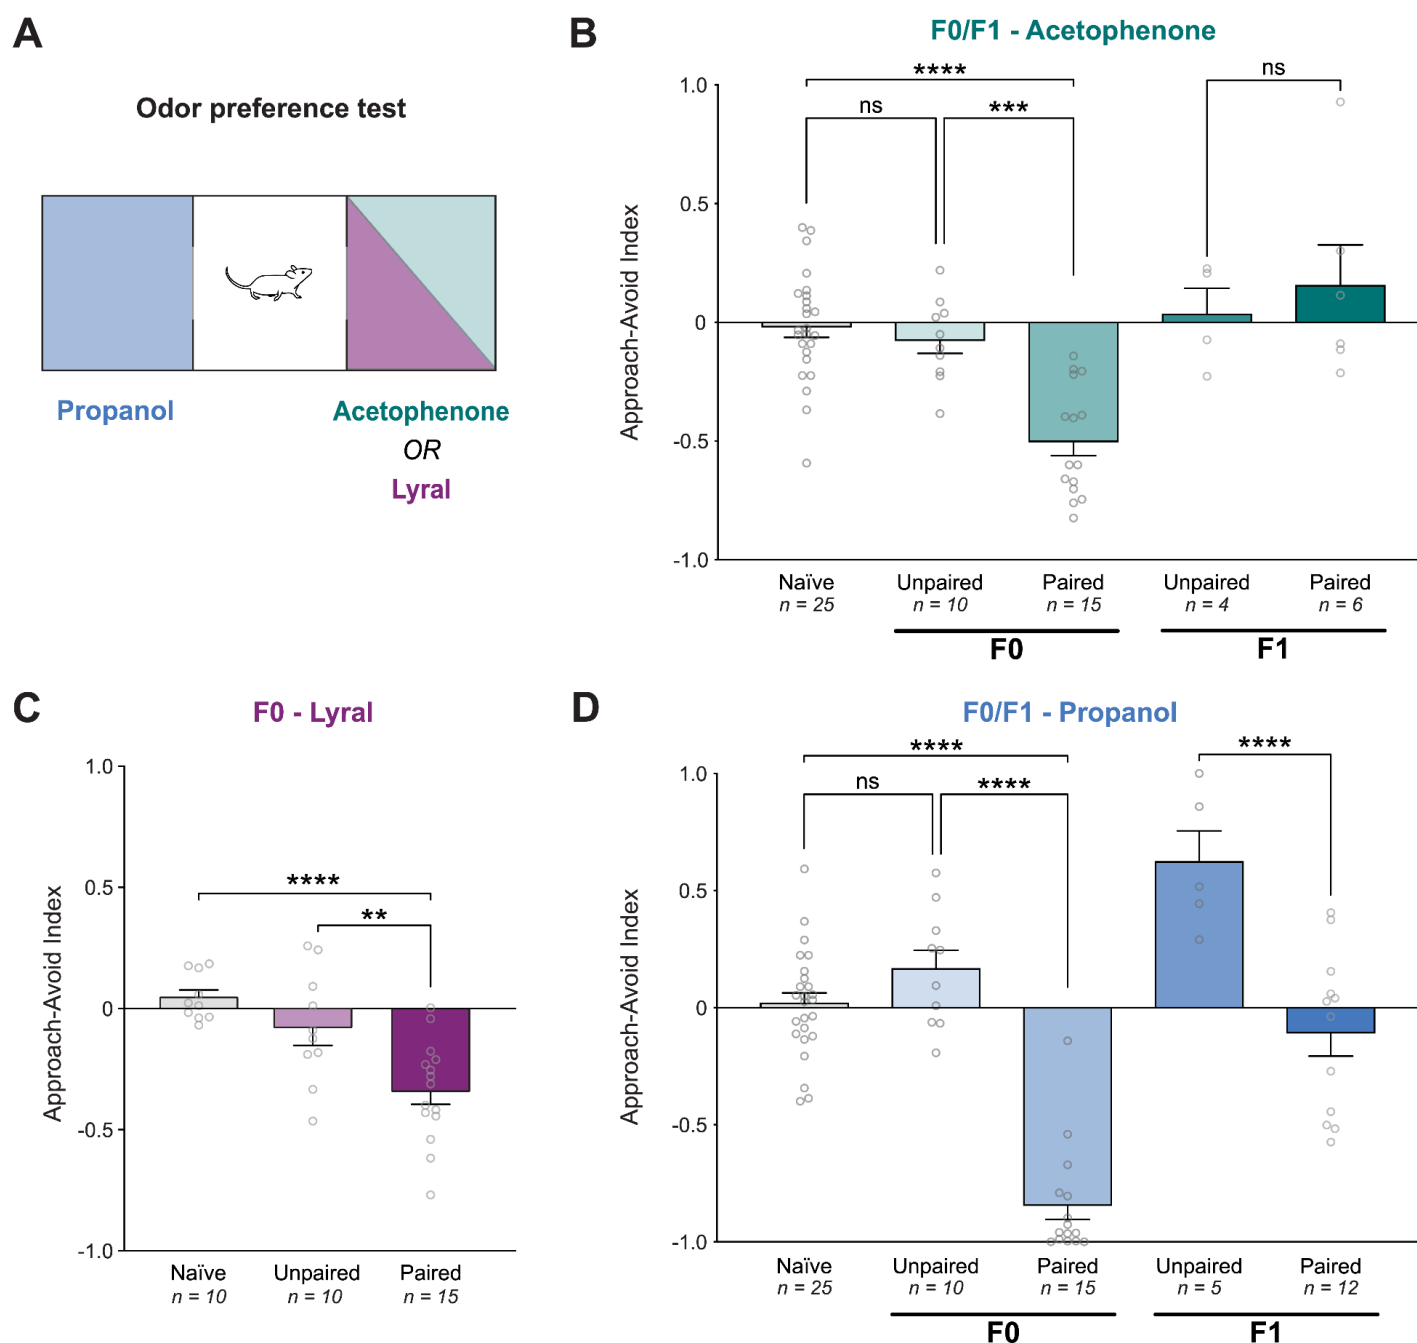 A
Odor preference test
Propanol
Acetophenone
OR
Lyral
B
F0/F1 - Acetophenone
****
ns
***
ns
1.0
0.5
0
-0.5
-1.0
Approach-Avoid Index
Naïve
n = 25
Unpaired
n = 10
Paired
n = 15
Unpaired
n = 4
Paired
n = 6
F0
F1
C
F0 - Lyral
****
**
1.0
0.5
0
-0.5
-1.0
Approach-Avoid Index
Naïve
n = 10
Unpaired
n = 10
Paired
n = 15
D
F0/F1 - Propanol
****
ns
****
****
1.0
0.5
0
-0.5
-1.0
Approach-Avoid Index
Naïve
n = 25
Unpaired
n = 10
Paired
n = 15
Unpaired
n = 5
Paired
n = 12
F0
F1